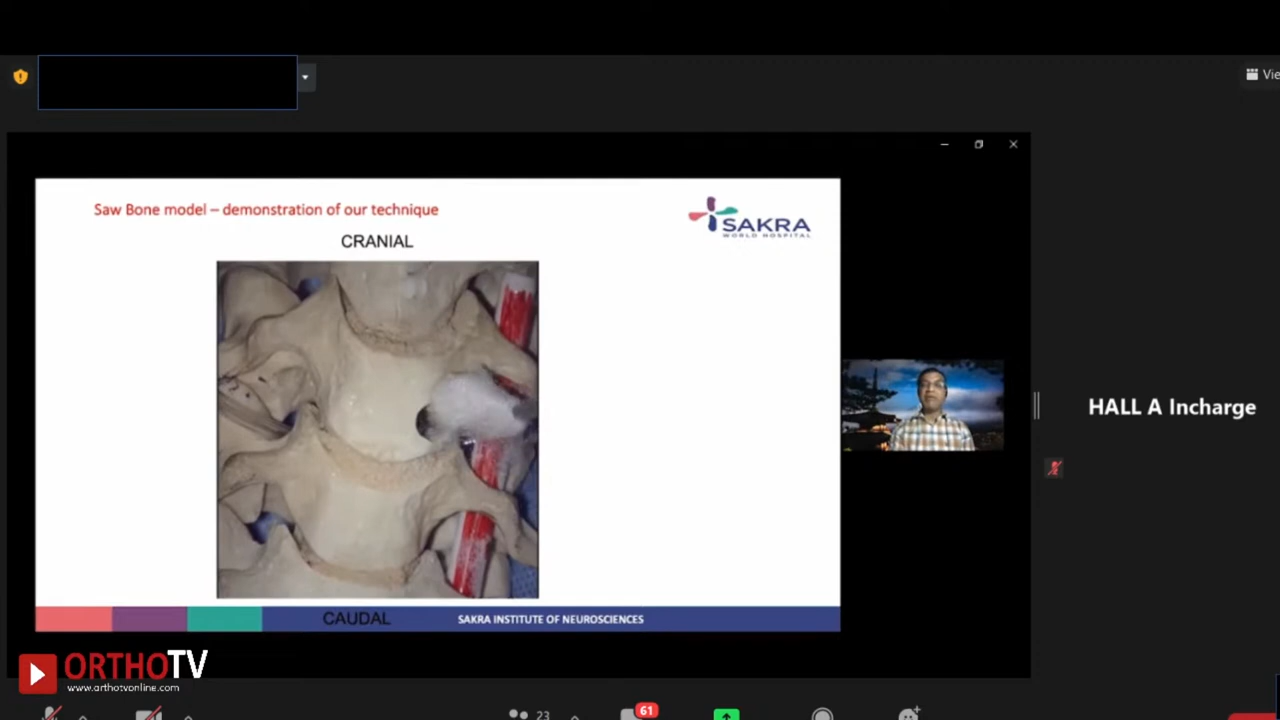 Vie
Saw Bone model – demonstration of our technique
SAKRA
WORLD HOSPITAL
CRANIAL
HALL A Incharge
CAUDAL
SAKRA INSTITUTE OF NEUROSCIENCES
ORTHOTV
www.orthotvonline.com
23
61